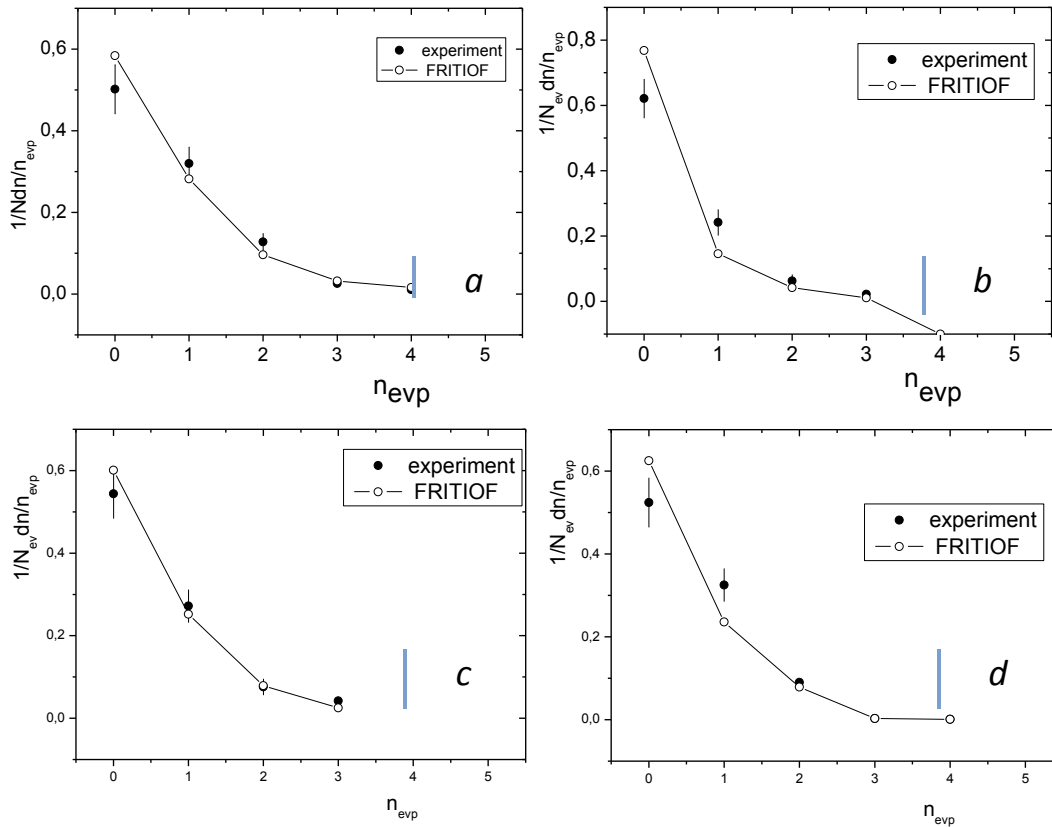 1/Ndn/n_evp
0,6
0,4
0,2
0,0
experiment
FRITIOF
a
0 1 2 3 4 5
n_evp
1/N_ev dn/n_evp
0,8
0,6
0,4
0,2
0,0
experiment
FRITIOF
b
0 1 2 3 4 5
n_evp
1/N_ev dn/n_evp
0,6
0,4
0,2
0,0
experiment
FRITIOF
c
0 1 2 3 4 5
n_evp
1/N_ev dn/n_evp
0,6
0,4
0,2
0,0
experiment
FRITIOF
d
0 1 2 3 4 5
n_evp